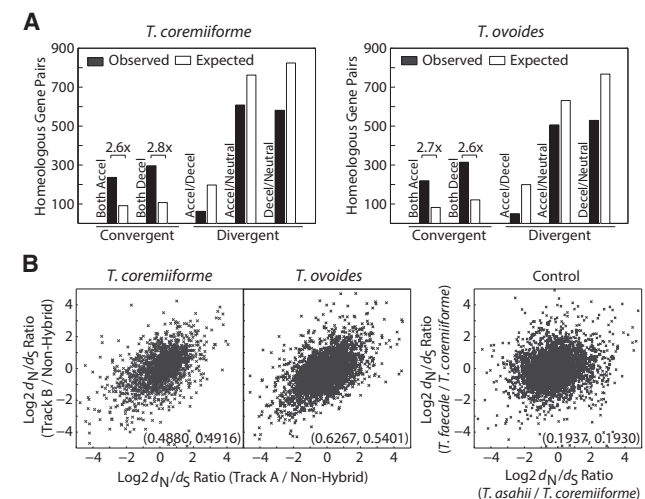 A
T. coremiiforme
T. ovoides
Homeologous Gene Pairs
900
700
500
300
100
Observed
Expected
2.6x
2.8x
Both Accel
Both Decel
Accel/Decel
Accel/Neutral
Decel/Neutral
Convergent
Divergent
Homeologous Gene Pairs
900
700
500
300
100
Observed
Expected
2.7x
2.6x
Both Accel
Both Decel
Accel/Decel
Accel/Neutral
Decel/Neutral
Convergent
Divergent
B
T. coremiiforme
T. ovoides
Control
Log2 dN/dS Ratio
(Track B / Non-Hybrid)
4
2
0
−2
−4
(0.4880, 0.4916)
(0.6267, 0.5401)
−4 −2 0 2 4
−4 −2 0 2 4
Log2 dN/dS Ratio (Track A / Non-Hybrid)
Log2 dN/dS Ratio
(T. faecale / T. coremiiforme)
4
2
0
−2
−4
(0.1937, 0.1930)
−4 −2 0 2 4
Log2 dN/dS Ratio
(T. asahii / T. coremiiforme)